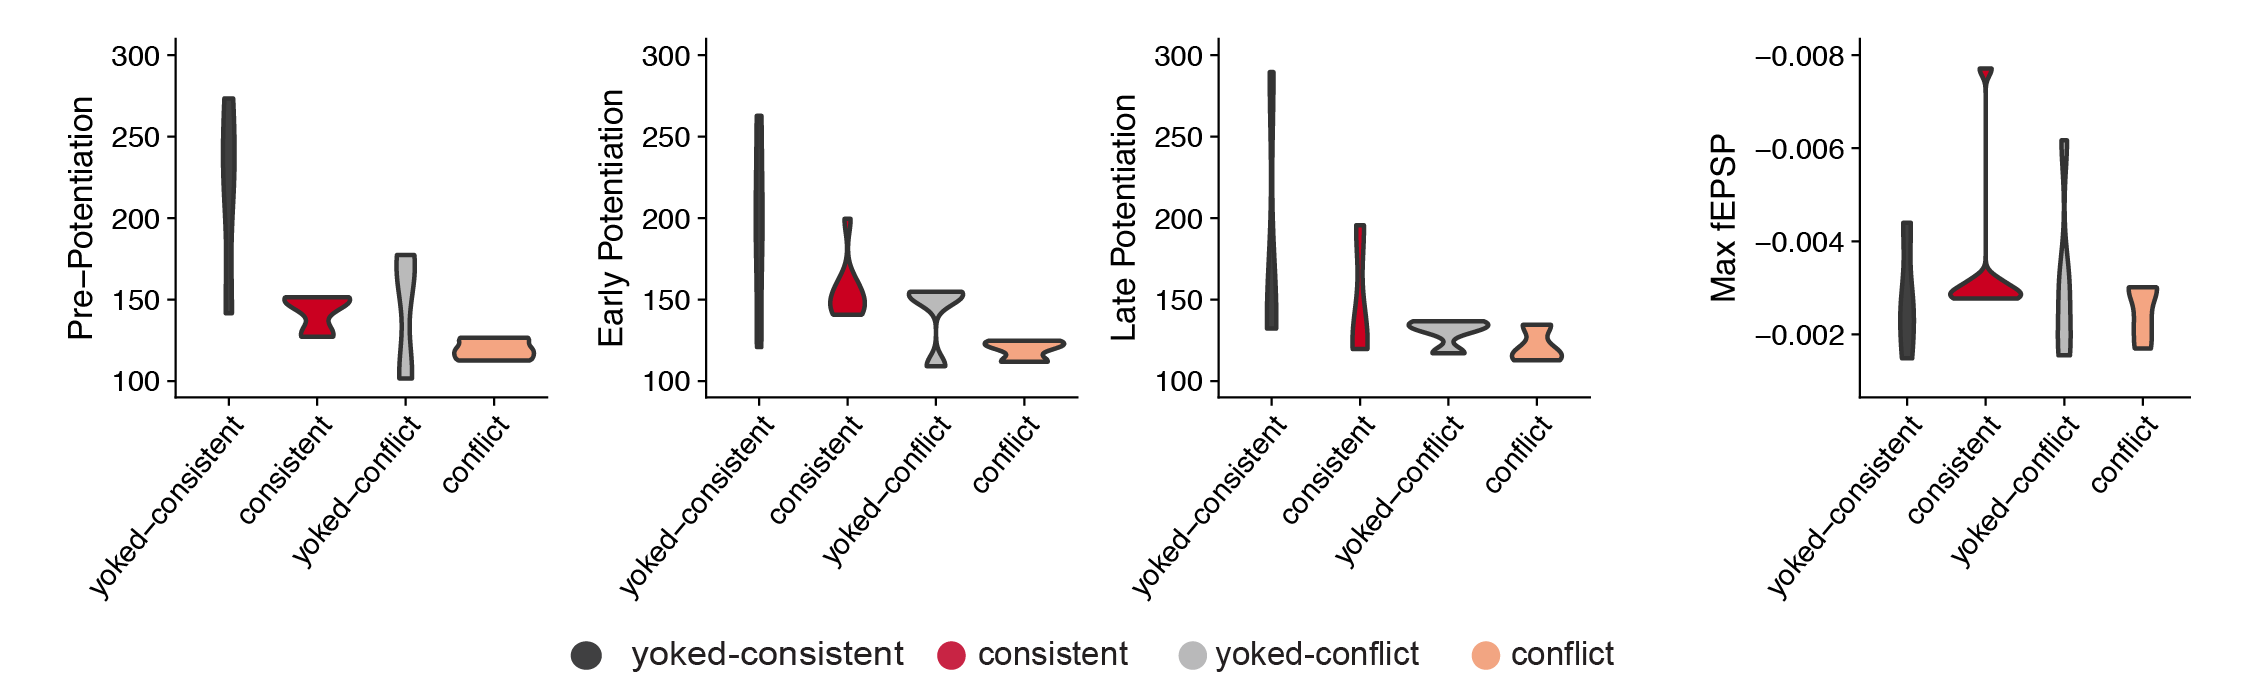 Pre−Potentiation
300
250
200
150
100
yoked−consistent
consistent
yoked−conflict
conflict
Early Potentiation
300
250
200
150
100
yoked−consistent
consistent
yoked−conflict
conflict
Late Potentiation
300
250
200
150
100
yoked−consistent
consistent
yoked−conflict
conflict
Max fEPSP
−0.008
−0.006
−0.004
−0.002
yoked−consistent
consistent
yoked−conflict
conflict
yoked-consistent consistent yoked-conflict conflict